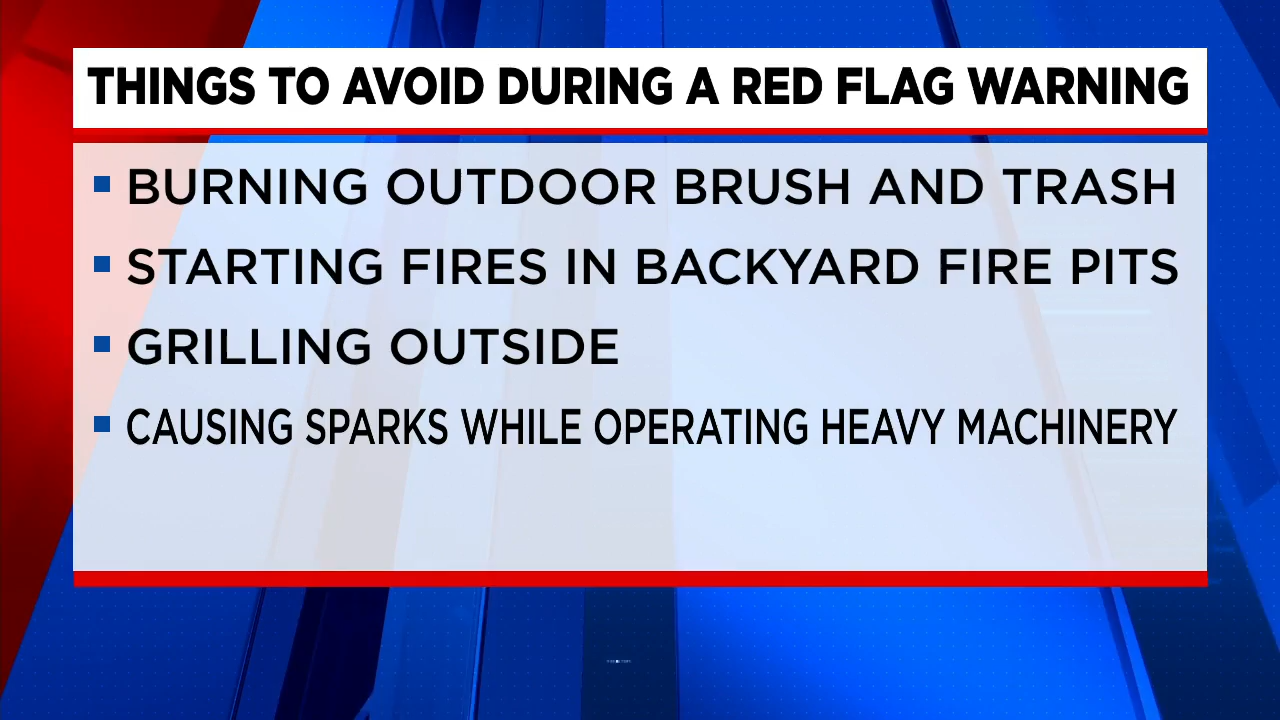 THINGS TO AVOID DURING A RED FLAG WARNING
BURNING OUTDOOR BRUSH AND TRASH
STARTING FIRES IN BACKYARD FIRE PITS
GRILLING OUTSIDE
CAUSING SPARKS WHILE OPERATING HEAVY MACHINERY